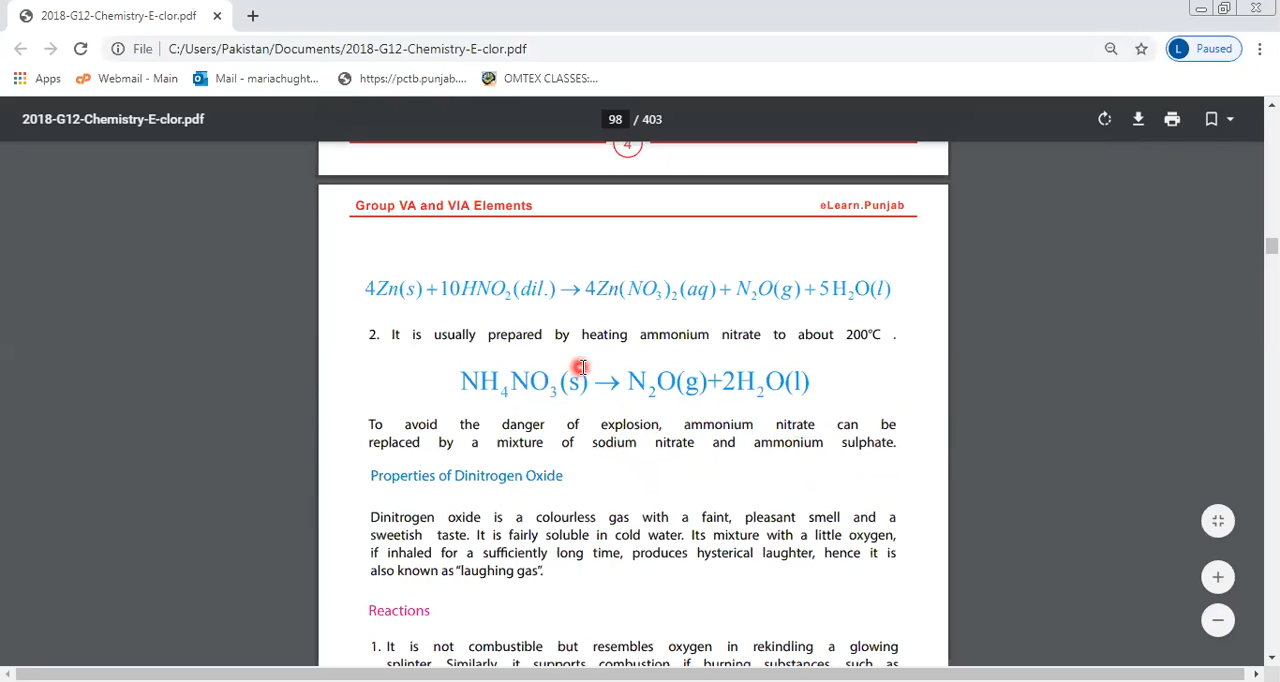 2018-G12-Chemistry-E-clor.pdf
File | C:/Users/Pakistan/Documents/2018-G12-Chemistry-E-clor.pdf
L Paused
Apps Webmail - Main Mail - mariachught... https://pctb.punjab.... OMTEX CLASSES:...
2018-G12-Chemistry-E-clor.pdf 98 / 403
4
Group VA and VIA Elements eLearn.Punjab
4Zn(s)+10HNO₂(dil.)→4Zn(NO₃)₂(aq)+N₂O(g)+5H₂O(l)
2. It is usually prepared by heating ammonium nitrate to about 200°C .
NH₄NO₃(s)→N₂O(g)+2H₂O(l)
To avoid the danger of explosion, ammonium nitrate can be
replaced by a mixture of sodium nitrate and ammonium sulphate.
Properties of Dinitrogen Oxide
Dinitrogen oxide is a colourless gas with a faint, pleasant smell and a
sweetish taste. It is fairly soluble in cold water. Its mixture with a little oxygen,
if inhaled for a sufficiently long time, produces hysterical laughter, hence it is
also known as "laughing gas".
Reactions
1. It is not combustible but resembles oxygen in rekindling a glowing
splinter. Similarly it supports combustion if burning substances such as